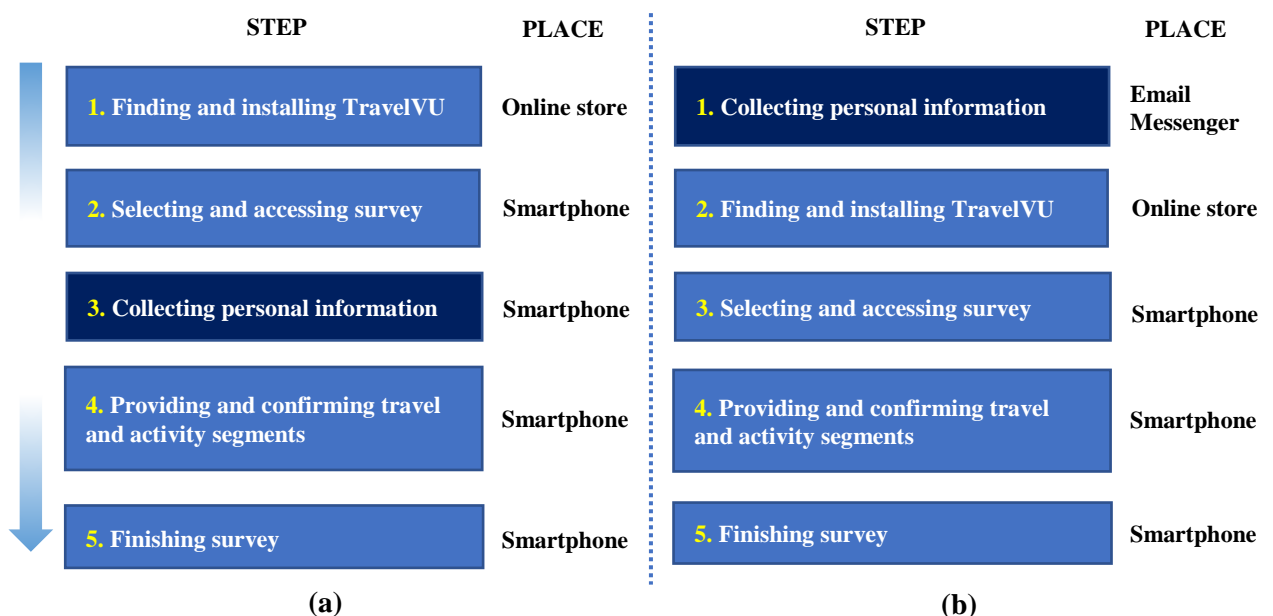 STEP PLACE
1. Finding and installing TravelVU Online store
2. Selecting and accessing survey Smartphone
3. Collecting personal information Smartphone
4. Providing and confirming travel
and activity segments Smartphone
5. Finishing survey Smartphone
(a)
STEP PLACE
1. Collecting personal information Email
Messenger
2. Finding and installing TravelVU Online store
3. Selecting and accessing survey Smartphone
4. Providing and confirming travel
and activity segments Smartphone
5. Finishing survey Smartphone
(b)